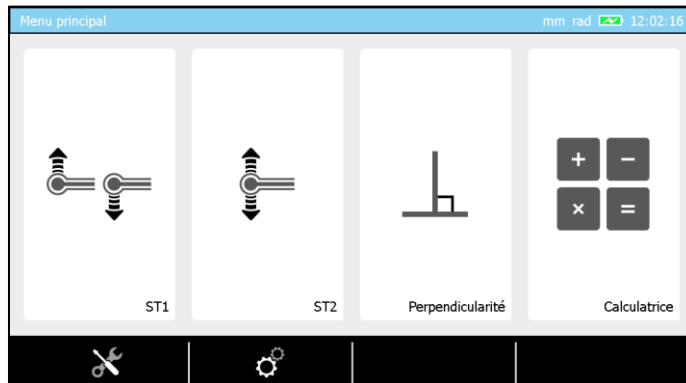 Menu principal
mm rad 12:02:16
ST1
ST2
Perpendicularité
Calculatrice